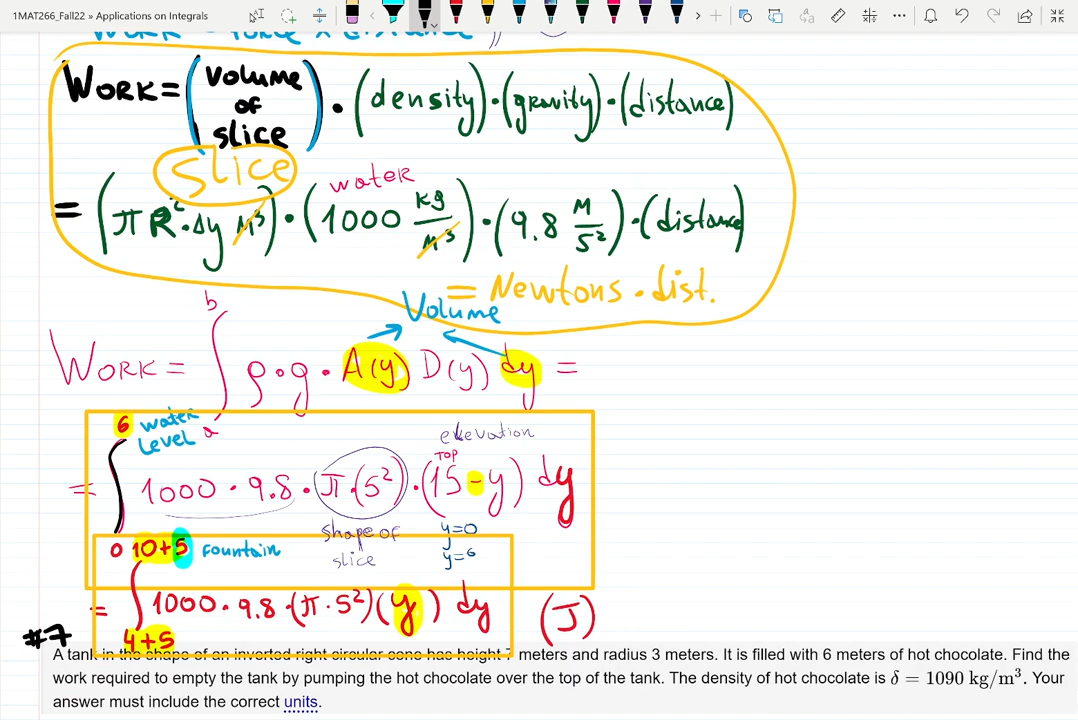 1MAT266_Fall22 » Applications on Integrals
WORK = (volume of slice) · (density) · (gravity) · (distance)
slice
water
= (π R² · Δy M³) · (1000 kg/M³) · (9.8 M/S²) · (distance)
= Newtons · dist.
Volume
WORK = ∫ₐᵇ ρ · g · A(y) D(y) dy =
6 water level
elevation
TOP
= ∫ 1000 · 9.8 · π · (5²) · (15 - y) dy
0
shape of slice
y=0
y=6
10+5 fountain
= ∫ 1000 · 9.8 · (π · 5²) (y) dy (J)
4+5
#7
A tank in the shape of an inverted right circular cone has height 7 meters and radius 3 meters. It is filled with 6 meters of hot chocolate. Find the
work required to empty the tank by pumping the hot chocolate over the top of the tank. The density of hot chocolate is δ = 1090 kg/m³. Your
answer must include the correct units.